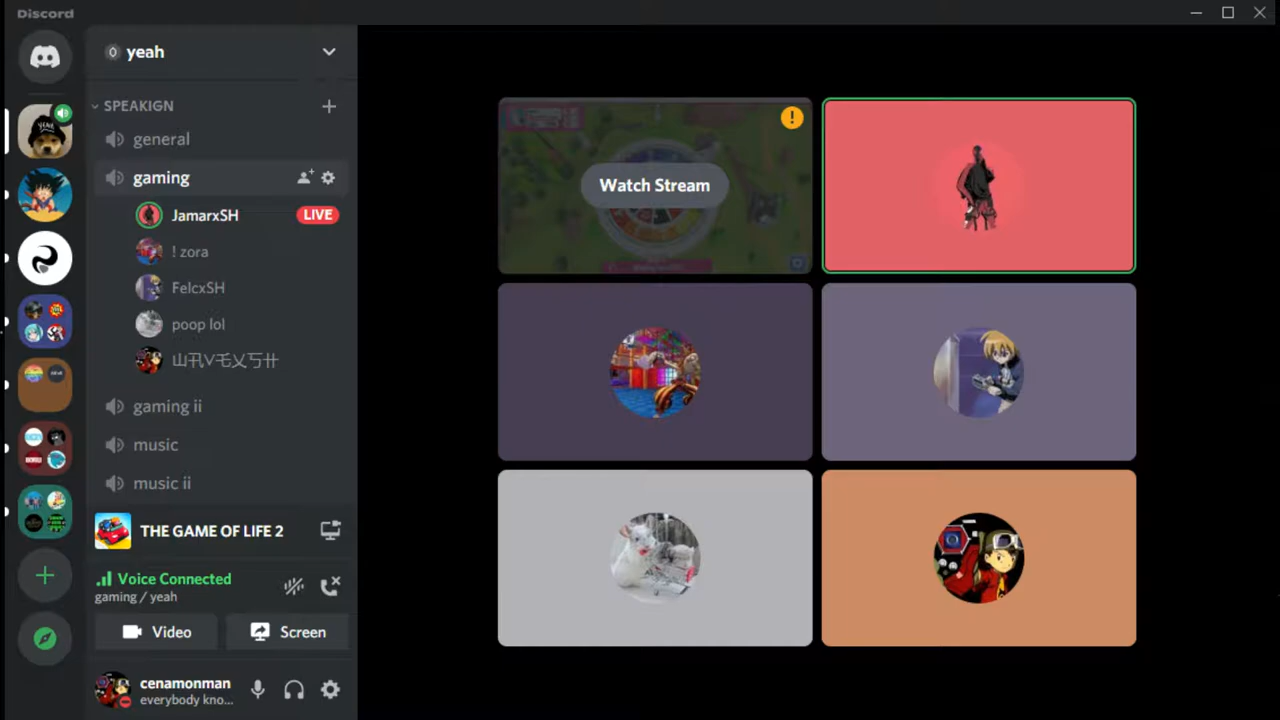 Discord
yeah
SPEAKIGN
general
gaming
JamarxSH
LIVE
! zora
FelcxSH
poop lol
山卂V乇乂丂卄
gaming ii
music
music ii
THE GAME OF LIFE 2
Voice Connected
gaming / yeah
Video
Screen
cenamonman
everybody kno...
Watch Stream
!